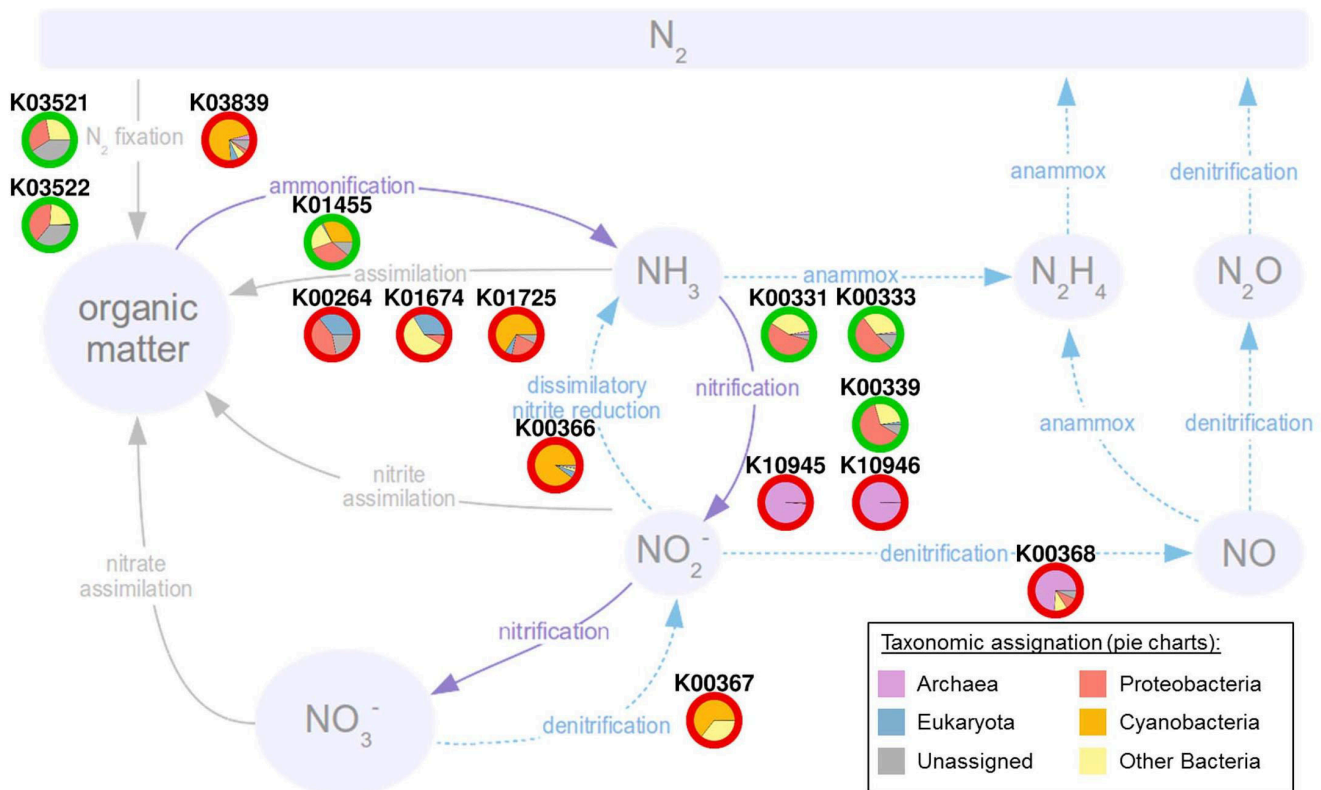 N₂
K03521
K03839
N₂ fixation
K03522
ammonification
K01455
anammox
denitrification
assimilation
NH₃
anammox
N₂H₄
N₂O
organic
matter
K00264
K01674
K01725
K00331
K00333
dissimilatory
nitrite reduction
nitrification
K00339
anammox
denitrification
K00366
K10945
K10946
nitrite
assimilation
NO₂⁻
denitrification
K00368
NO
nitrate
assimilation
nitrification
K00367
NO₃⁻
denitrification
Taxonomic assignation (pie charts):
Archaea
Proteobacteria
Eukaryota
Cyanobacteria
Unassigned
Other Bacteria